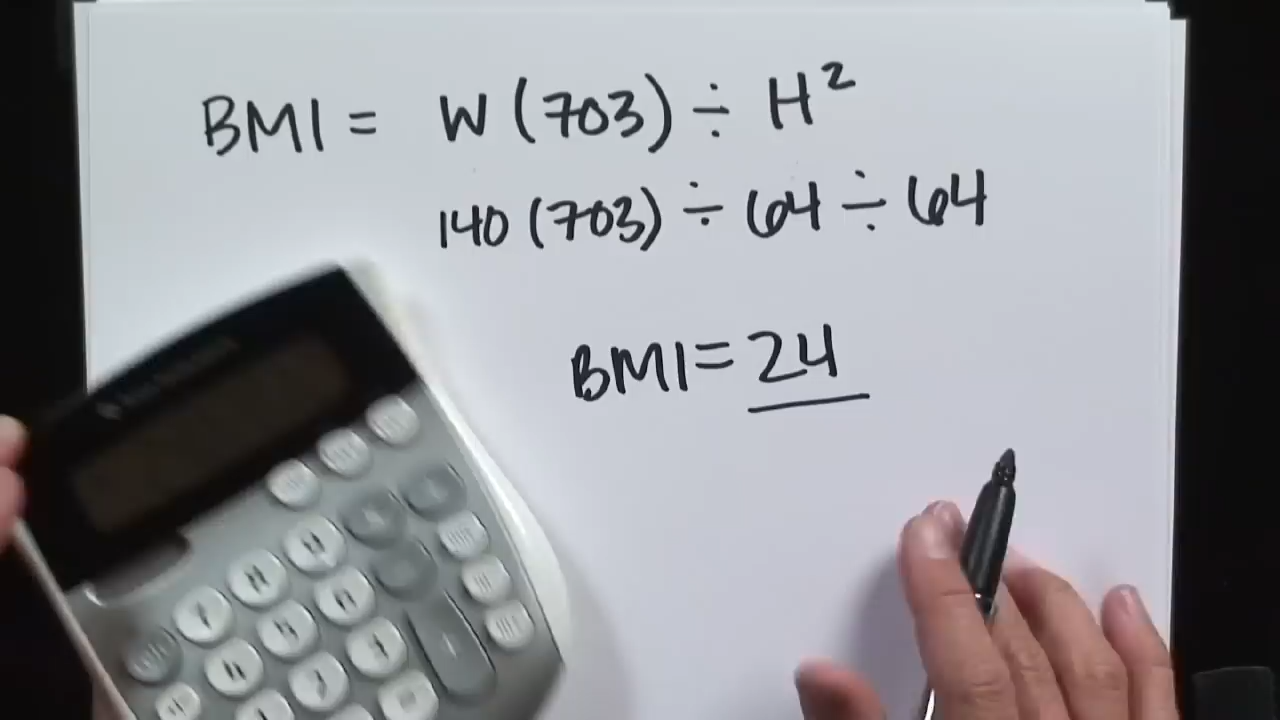 BMI = W (703) ÷ H²
140 (703) ÷ 64 ÷ 64
BMI = 24